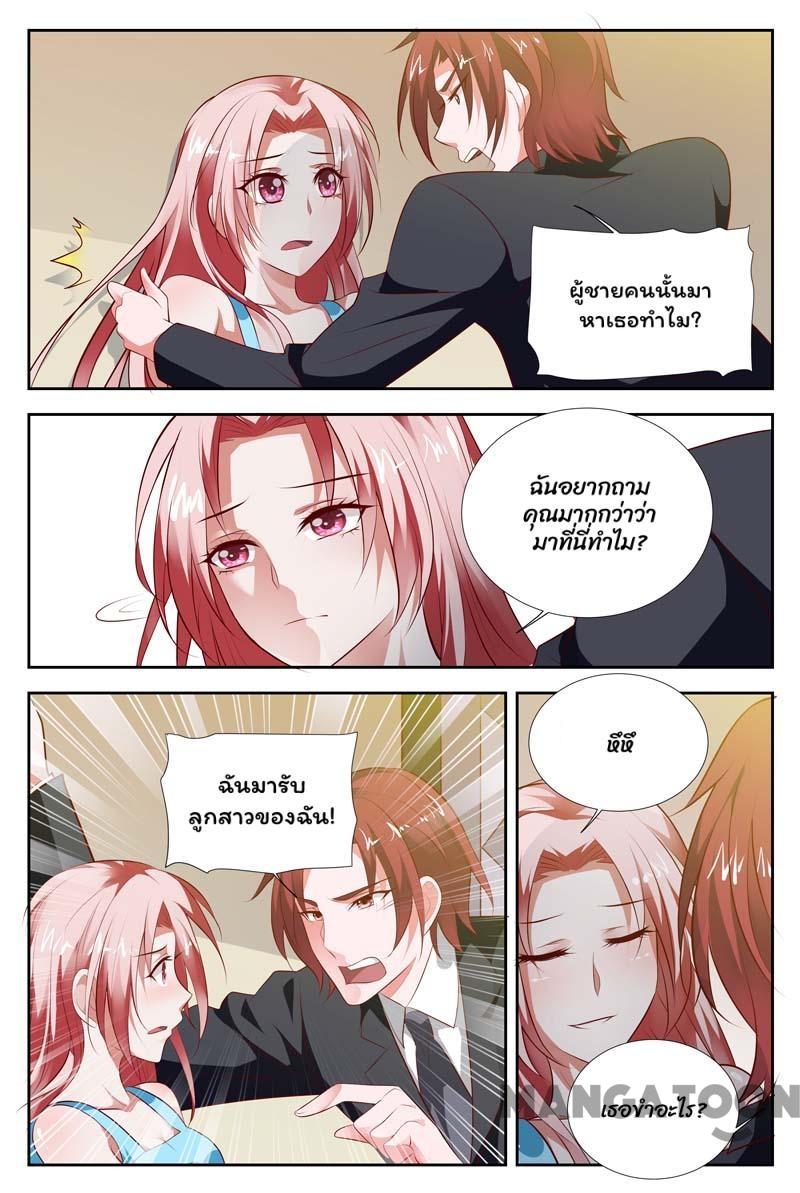 ผู้ชายคนนั้นมา
หาเธอทำไม?
ฉันอยากถาม
คุณมากกว่าว่า
มาที่นี่ทำไม?
ฉันมารับ
ลูกสาวของฉัน!
หึหึ
เธอขำอะไร?
MANGATOON